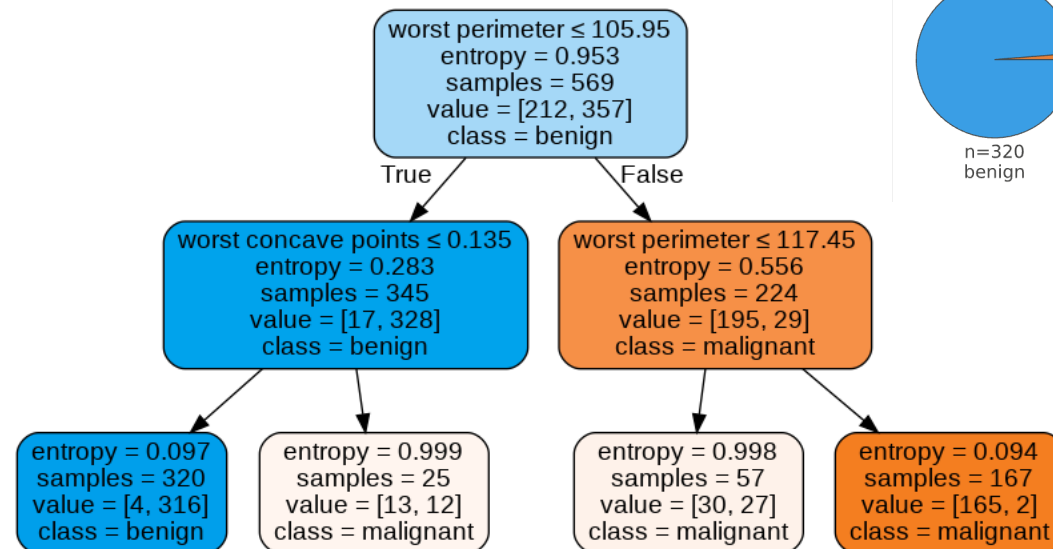 worst perimeter ≤ 105.95
entropy = 0.953
samples = 569
value = [212, 357]
class = benign
n=320
benign
True
False
worst concave points ≤ 0.135
entropy = 0.283
samples = 345
value = [17, 328]
class = benign
worst perimeter ≤ 117.45
entropy = 0.556
samples = 224
value = [195, 29]
class = malignant
entropy = 0.097
samples = 320
value = [4, 316]
class = benign
entropy = 0.999
samples = 25
value = [13, 12]
class = malignant
entropy = 0.998
samples = 57
value = [30, 27]
class = malignant
entropy = 0.094
samples = 167
value = [165, 2]
class = malignant